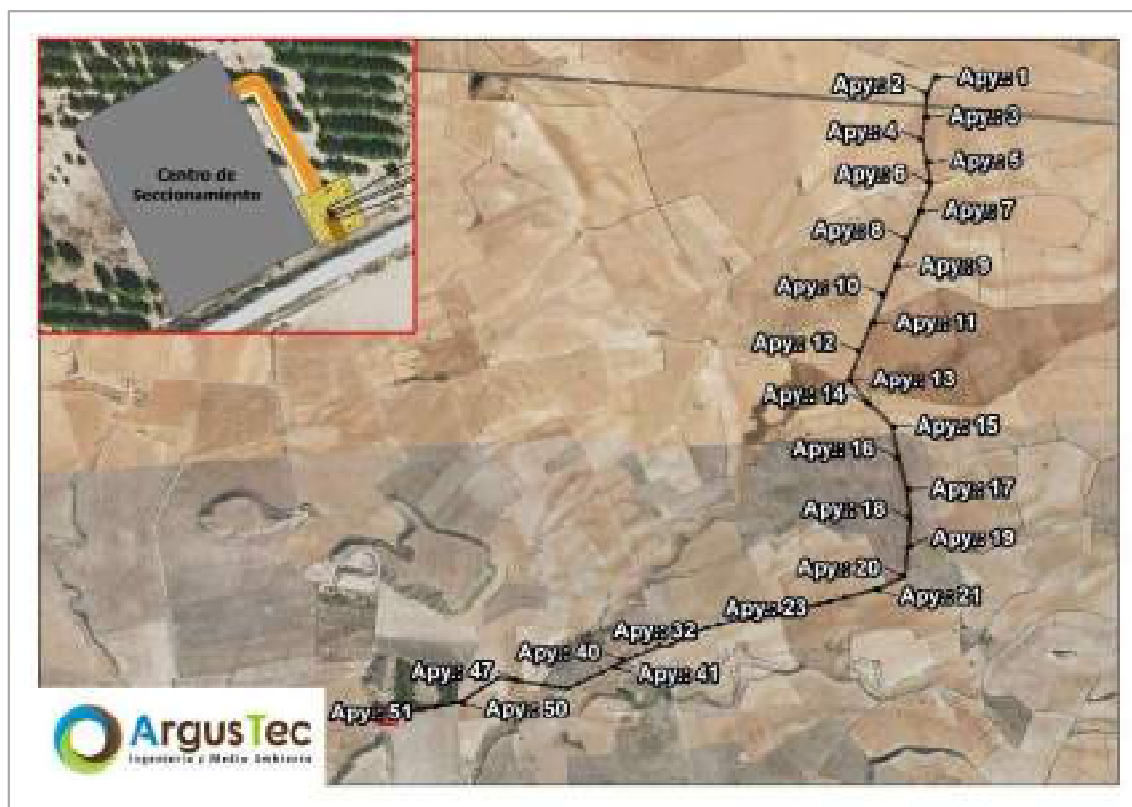 Centro de
Seccionamiento
Apy.: 1
Apy.: 2
Apy.: 3
Apy.: 4
Apy.: 5
Apy.: 6
Apy.: 7
Apy.: 8
Apy.: 9
Apy.: 10
Apy.: 11
Apy.: 12
Apy.: 13
Apy.: 14
Apy.: 15
Apy.: 16
Apy.: 17
Apy.: 18
Apy.: 19
Apy.: 20
Apy.: 21
Apy.: 23
Apy.: 32
Apy.: 40
Apy.: 41
Apy.: 47
Apy.: 50
Apy.: 51
ArgusTec
Ingeniería y Medio Ambiente